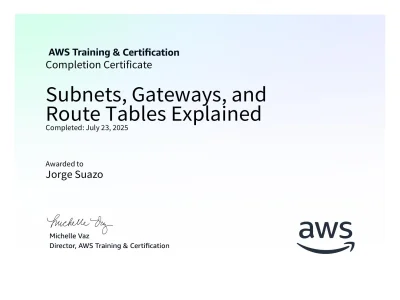 AWS Training & Certification
Completion Certificate
Subnets, Gateways, and
Route Tables Explained
Completed: July 23, 2025
Awarded to
Jorge Suazo
Michelle Vaz
Michelle Vaz
Director, AWS Training & Certification
aws